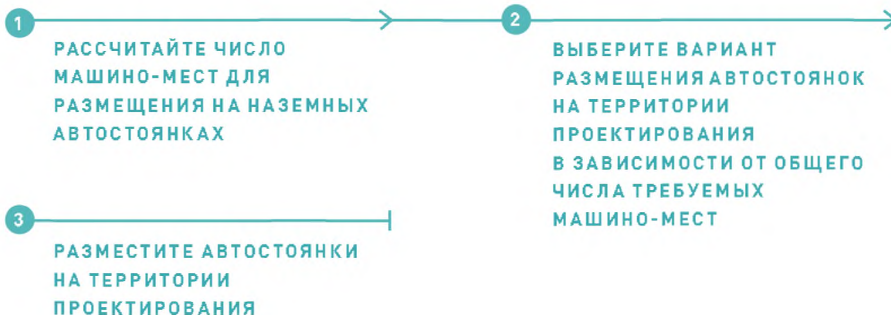 1
РАССЧИТАЙТЕ ЧИСЛО
МАШИНО-МЕСТ ДЛЯ
РАЗМЕЩЕНИЯ НА НАЗЕМНЫХ
АВТОСТОЯНКАХ
2
ВЫБЕРИТЕ ВАРИАНТ
РАЗМЕЩЕНИЯ АВТОСТОЯНОК
НА ТЕРРИТОРИИ
ПРОЕКТИРОВАНИЯ
В ЗАВИСИМОСТИ ОТ ОБЩЕГО
ЧИСЛА ТРЕБУЕМЫХ
МАШИНО-МЕСТ
3
РАЗМЕСТИТЕ АВТОСТОЯНКИ
НА ТЕРРИТОРИИ
ПРОЕКТИРОВАНИЯ